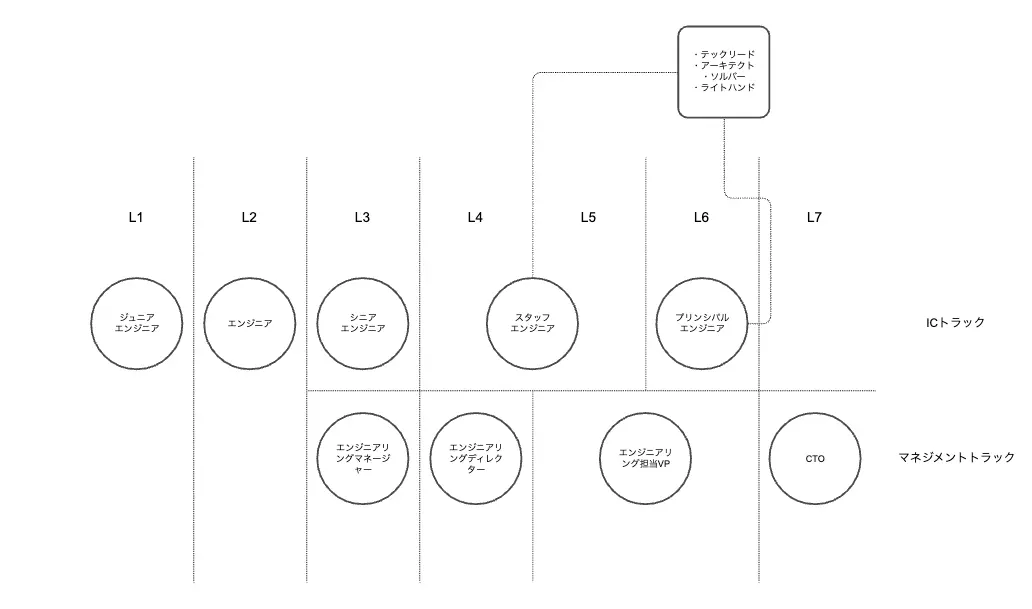 ・テックリード
・アーキテクト
・ソルバー
・ライトハンド
L1
L2
L3
L4
L5
L6
L7
ジュニア
エンジニア
エンジニア
シニア
エンジニア
スタッフ
エンジニア
プリンシパル
エンジニア
ICトラック
エンジニアリ
ングマネージ
ャー
エンジニアリ
ングディレク
ター
エンジニアリ
ング担当VP
CTO
マネジメントトラック